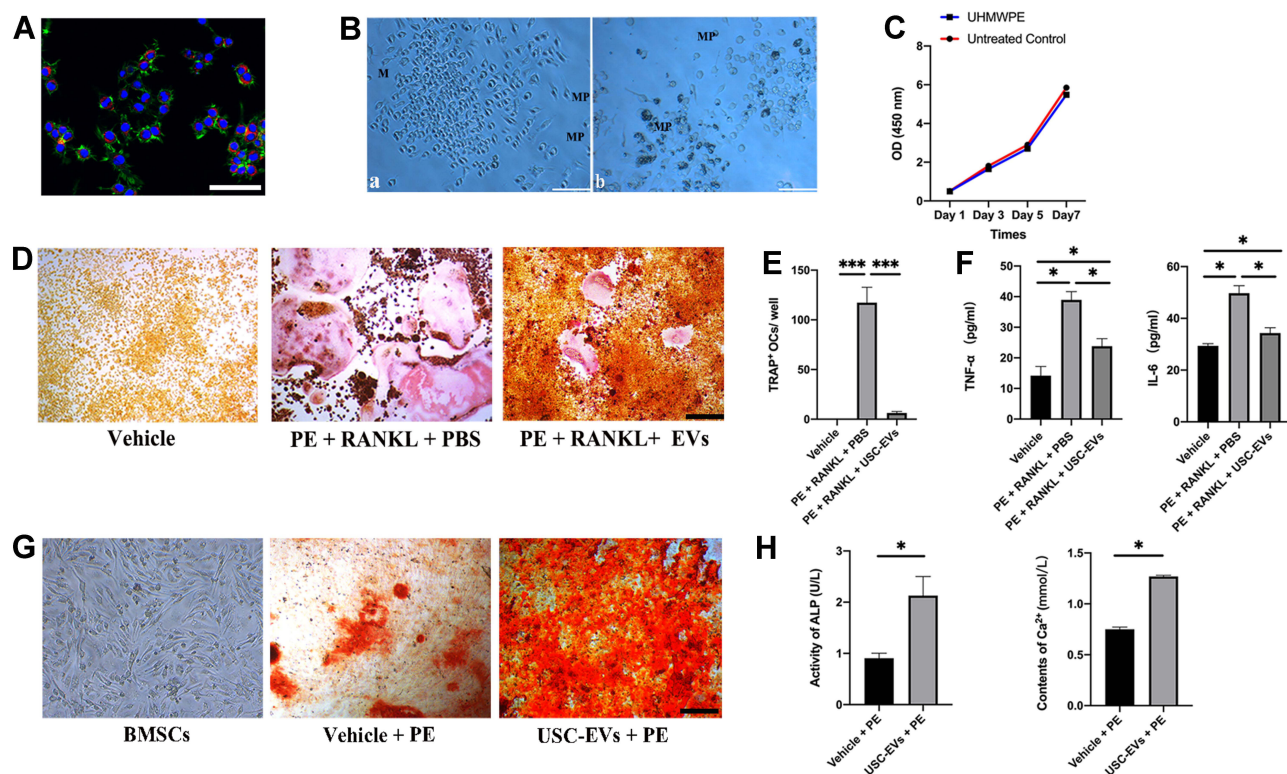 A
B
M
MP
MP
a
MP
MP
b
C
UHMWPE
Untreated Control
OD (450 nm)
8
6
4
2
0
Day 1 Day 3 Day 5 Day7
Times
D
Vehicle
PE + RANKL + PBS
PE + RANKL+ EVs
E
*** ***
TRAP+ OCs/ well
125
100
75
50
25
0
Vehicle
PE + RANKL + PBS
PE + RANKL + USC-EVs
F
*
* *
TNF-α (pg/ml)
50
40
30
20
10
0
Vehicle
PE + RANKL + PBS
PE + RANKL + USC-EVs
*
* *
IL-6 (pg/ml)
60
40
20
0
Vehicle
PE + RANKL + PBS
PE + RANKL + USC-EVs
G
BMSCs
Vehicle + PE
USC-EVs + PE
H
*
Activity of ALP (U/L)
3
2
1
0
Vehicle + PE
USC-EVs + PE
*
Contents of Ca2+ (mmol/L)
1.5
1.0
0.5
0.0
Vehicle + PE
USC-EVs + PE